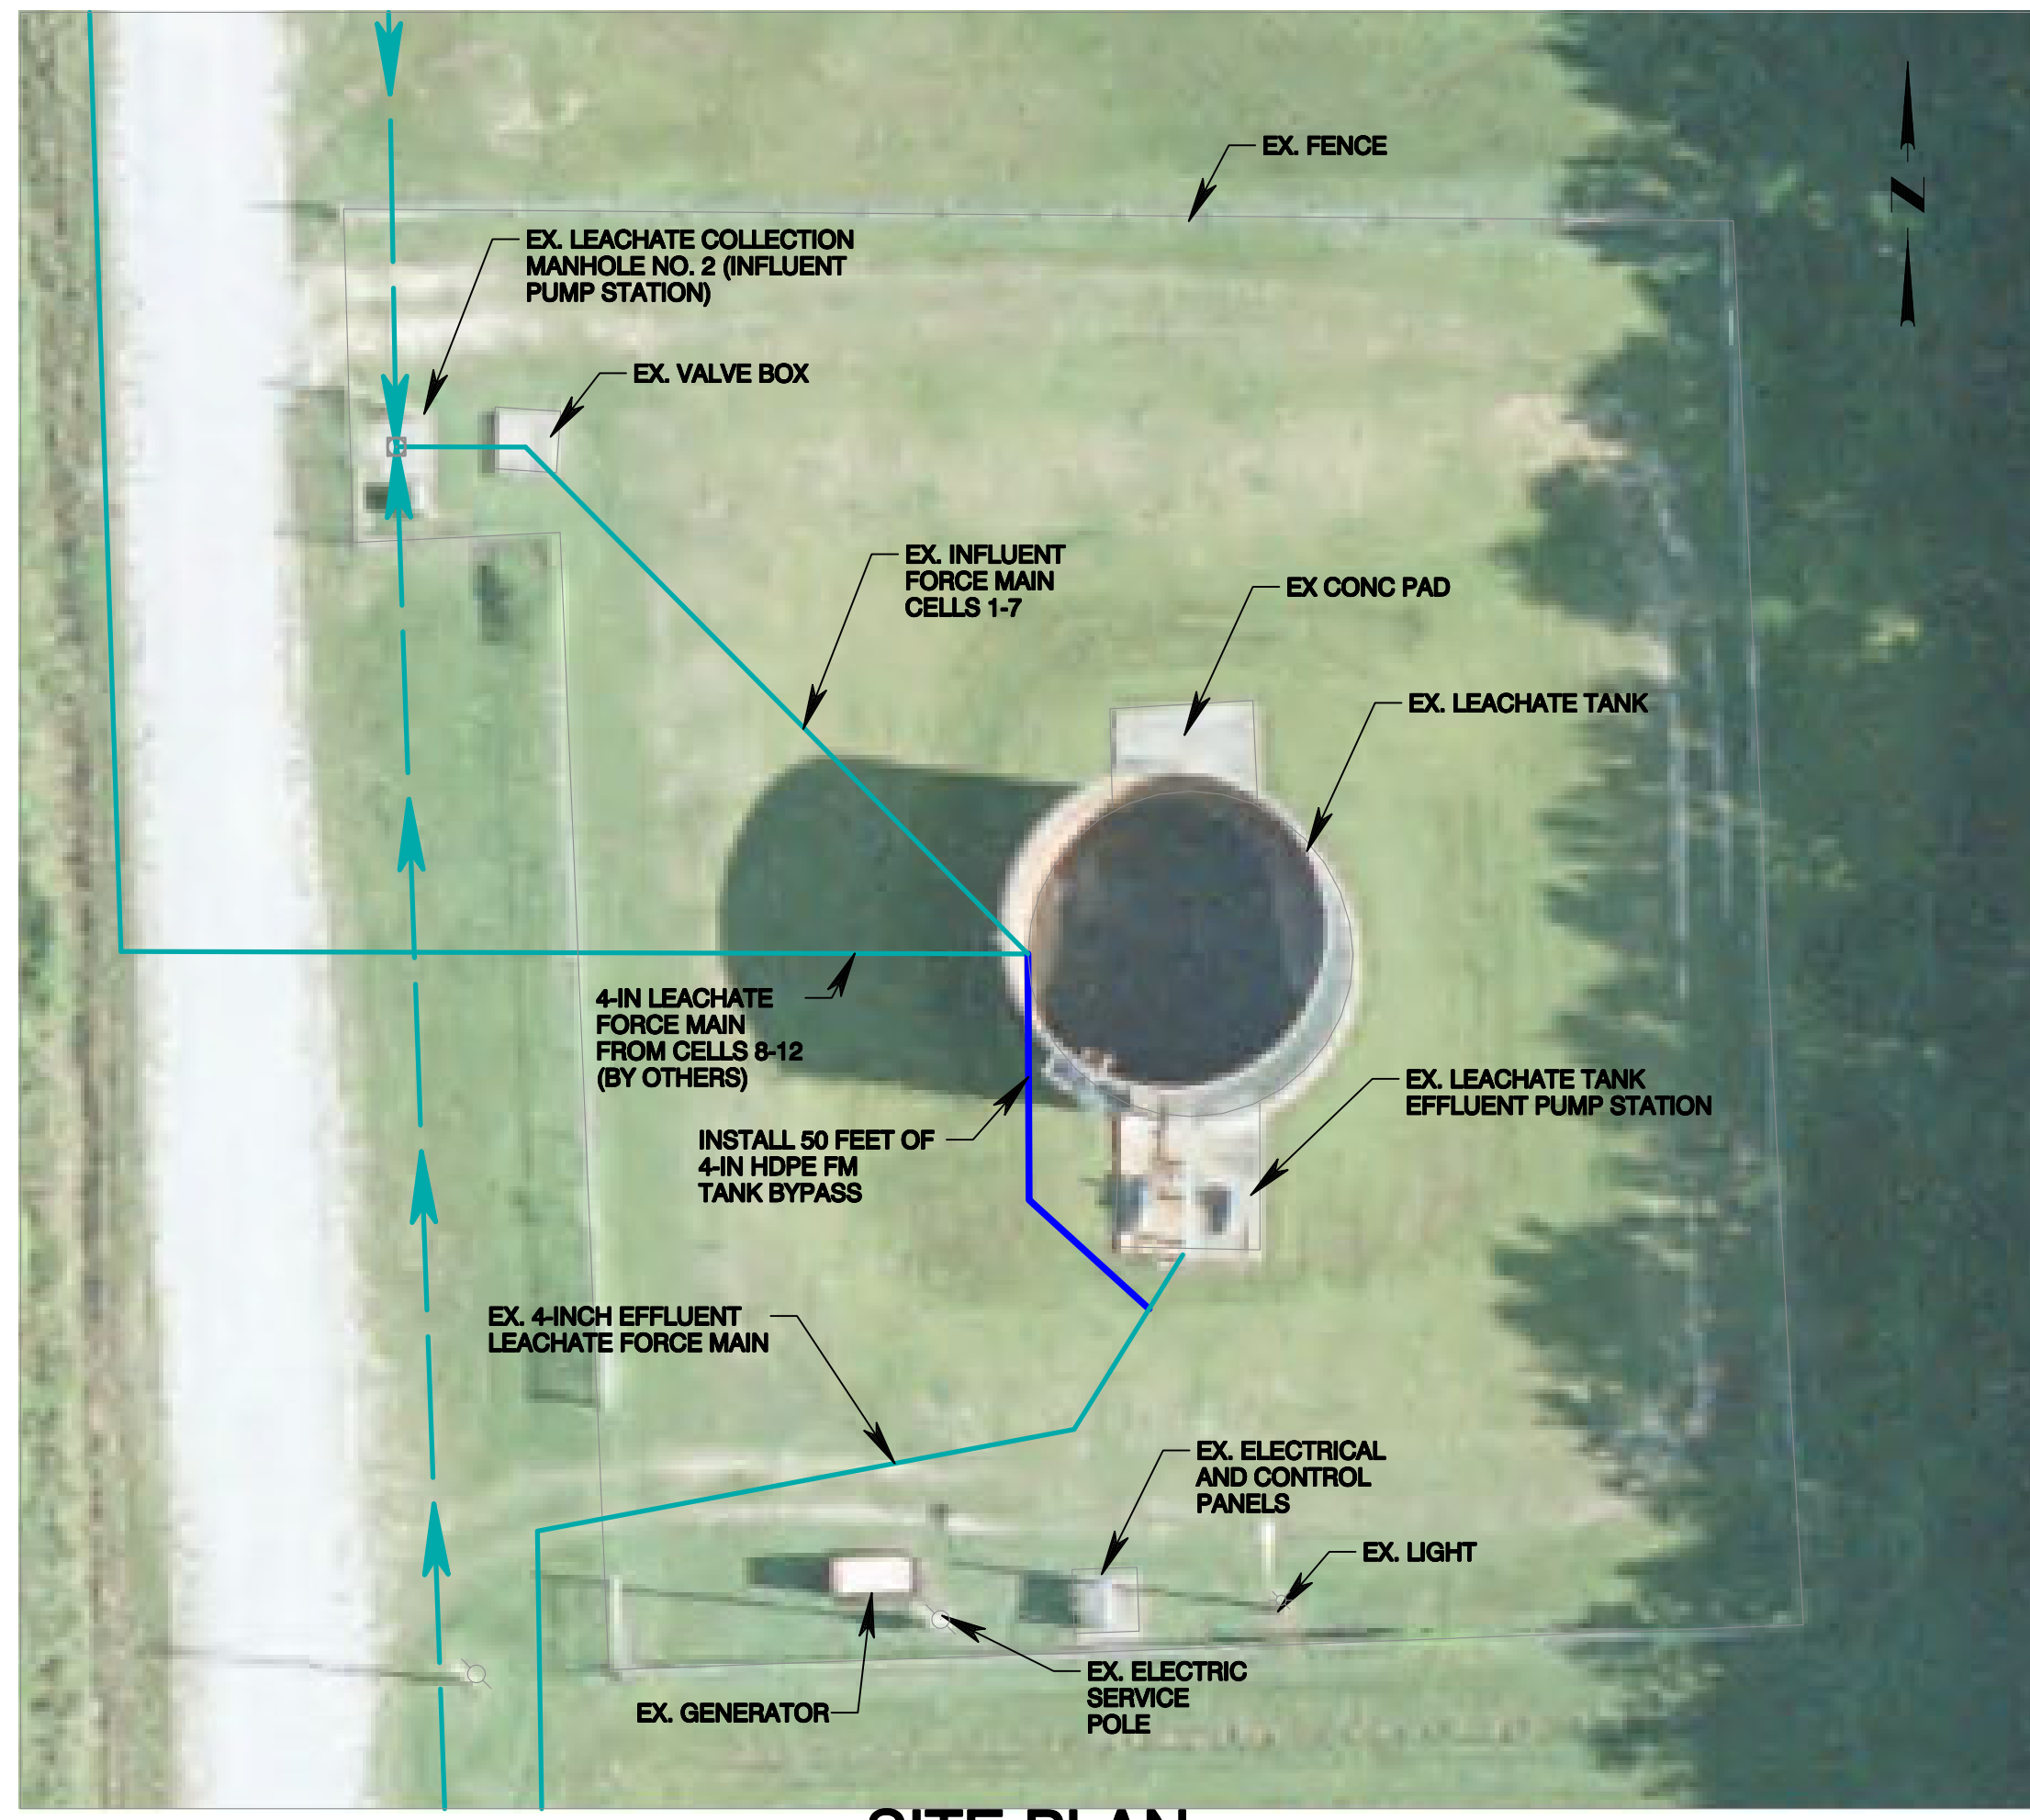 EX. FENCE
N
EX. LEACHATE COLLECTION
MANHOLE NO. 2 (INFLUENT
PUMP STATION)
EX. VALVE BOX
EX. INFLUENT
FORCE MAIN
CELLS 1-7
EX CONC PAD
EX. LEACHATE TANK
4-IN LEACHATE
FORCE MAIN
FROM CELLS 8-12
(BY OTHERS)
EX. LEACHATE TANK
EFFLUENT PUMP STATION
INSTALL 50 FEET OF
4-IN HDPE FM
TANK BYPASS
EX. 4-INCH EFFLUENT
LEACHATE FORCE MAIN
EX. ELECTRICAL
AND CONTROL
PANELS
EX. LIGHT
EX. ELECTRIC
SERVICE
POLE
EX. GENERATOR
SITE PLAN